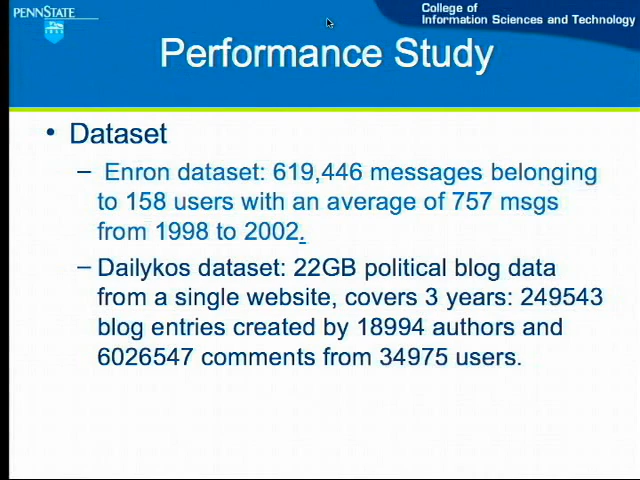 PENNSTATE
1855
College of
Information Sciences and Technology
Performance Study
• Dataset
– Enron dataset: 619,446 messages belonging
to 158 users with an average of 757 msgs
from 1998 to 2002.
– Dailykos dataset: 22GB political blog data
from a single website, covers 3 years: 249543
blog entries created by 18994 authors and
6026547 comments from 34975 users.